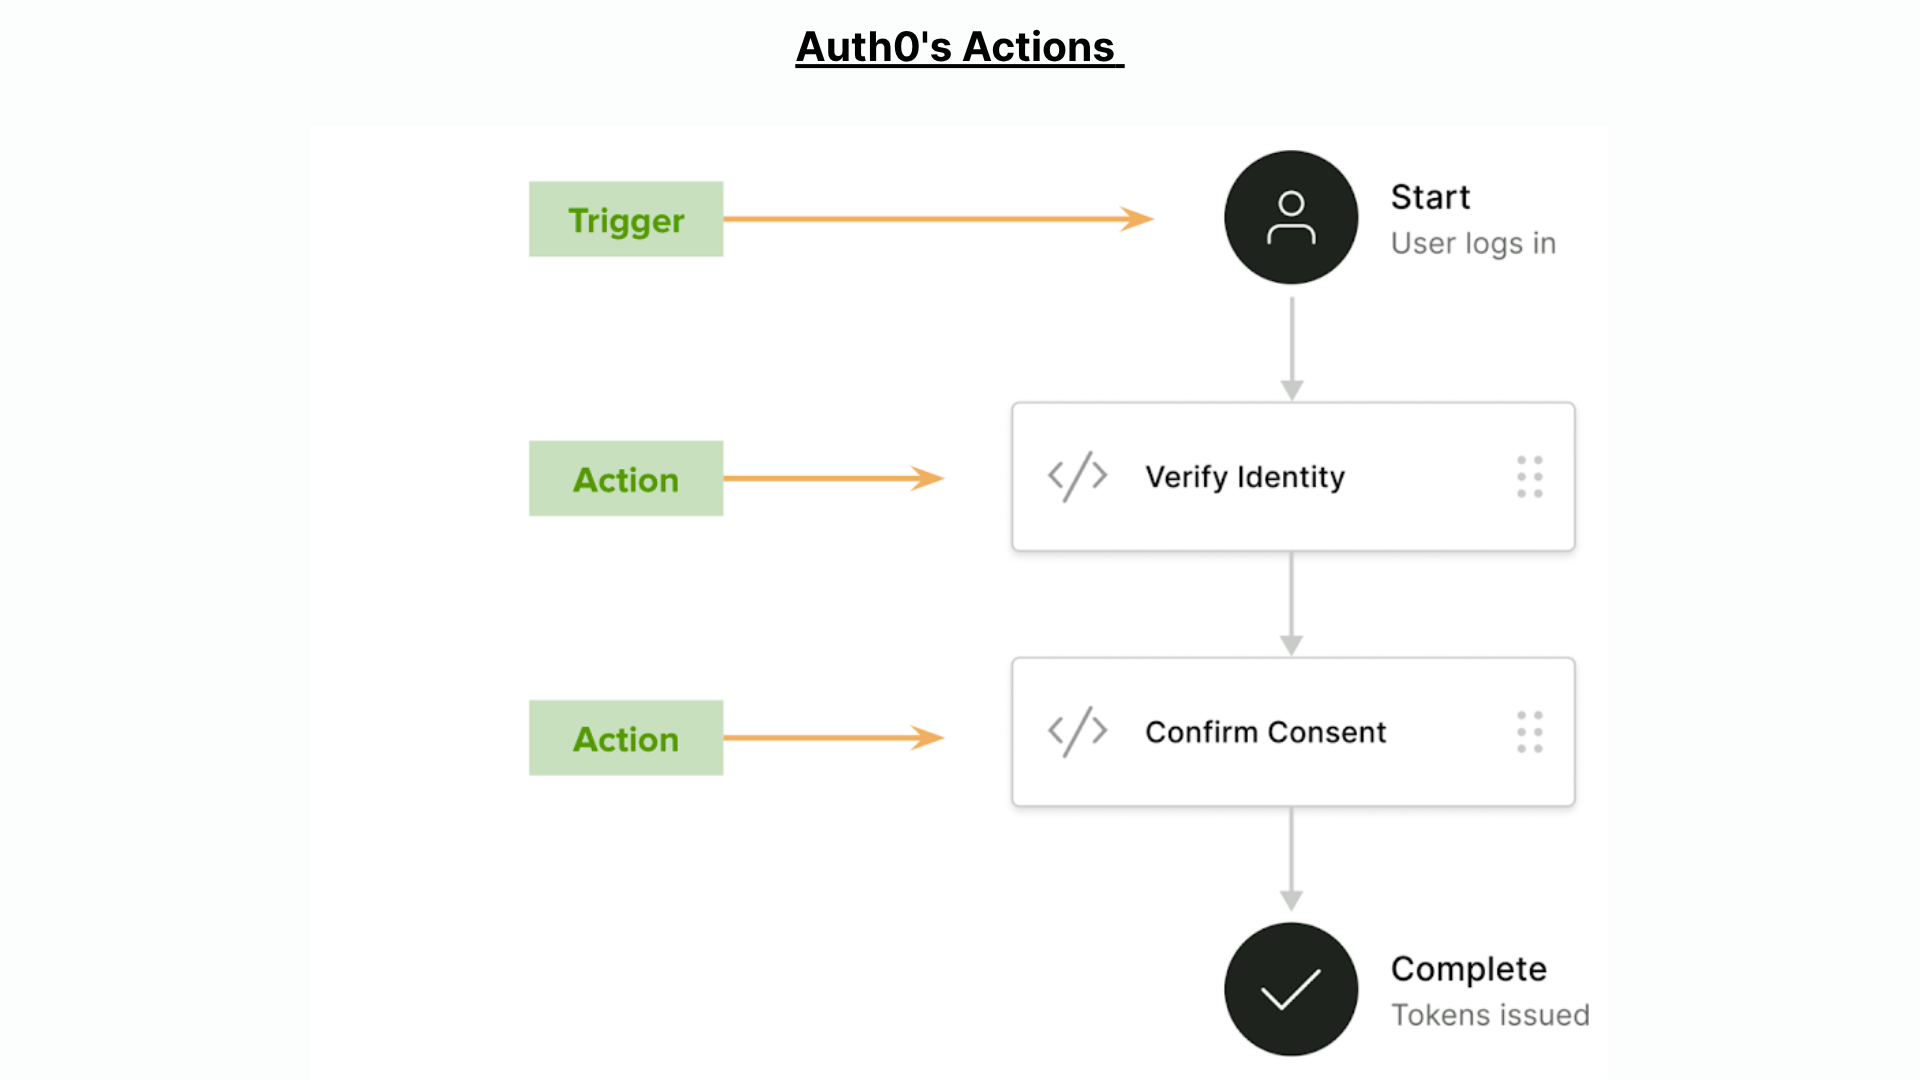 Auth0's Actions
Trigger
Start
User logs in
Action
Verify Identity
Action
Confirm Consent
Complete
Tokens issued